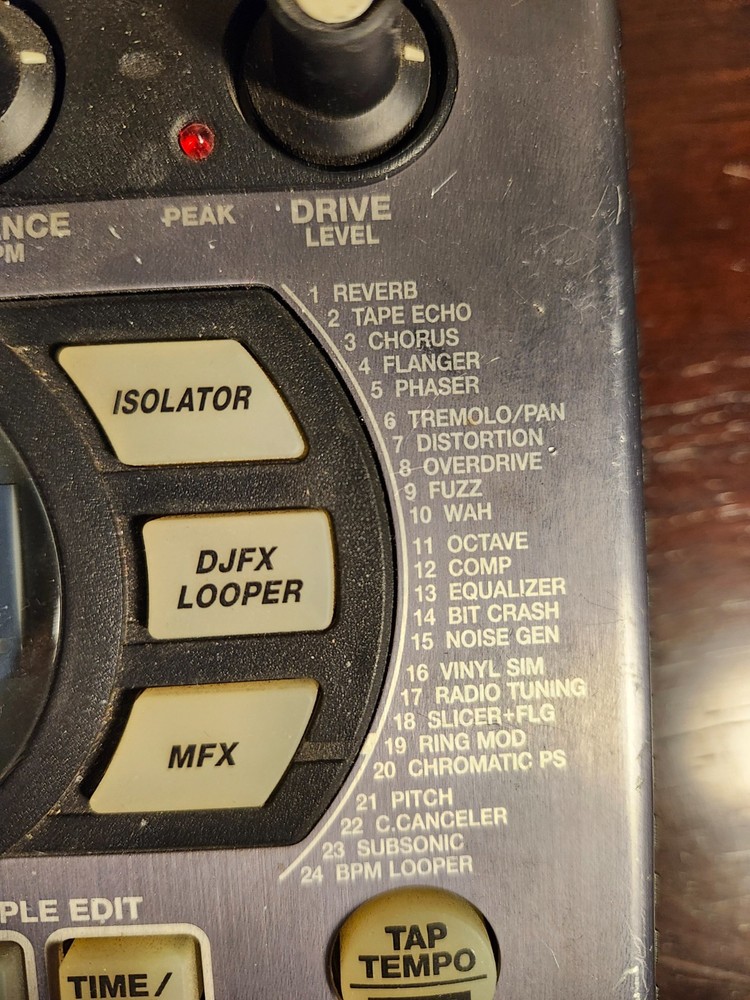 PEAK
DRIVE
LEVEL
1 REVERB
2 TAPE ECHO
3 CHORUS
4 FLANGER
5 PHASER
6 TREMOLO/PAN
7 DISTORTION
8 OVERDRIVE
9 FUZZ
10 WAH
11 OCTAVE
12 COMP
13 EQUALIZER
14 BIT CRASH
15 NOISE GEN
16 VINYL SIM
17 RADIO TUNING
18 SLICER+FLG
19 RING MOD
20 CHROMATIC PS
21 PITCH
22 C.CANCELER
23 SUBSONIC
24 BPM LOOPER
ISOLATOR
DJFX
LOOPER
MFX
EDIT
TIME/
TAP
TEMPO